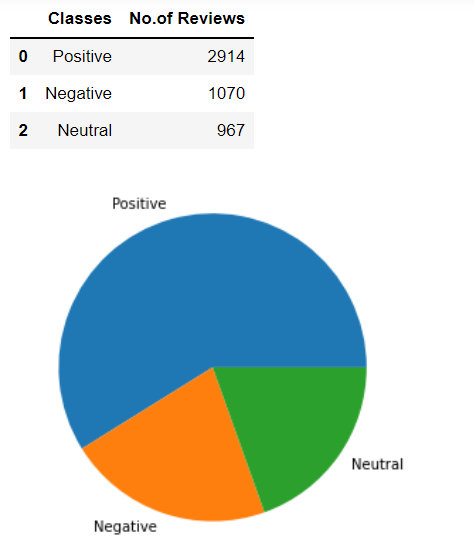 Classes No.of Reviews
0 Positive 2914
1 Negative 1070
2 Neutral 967
Positive
Neutral
Negative